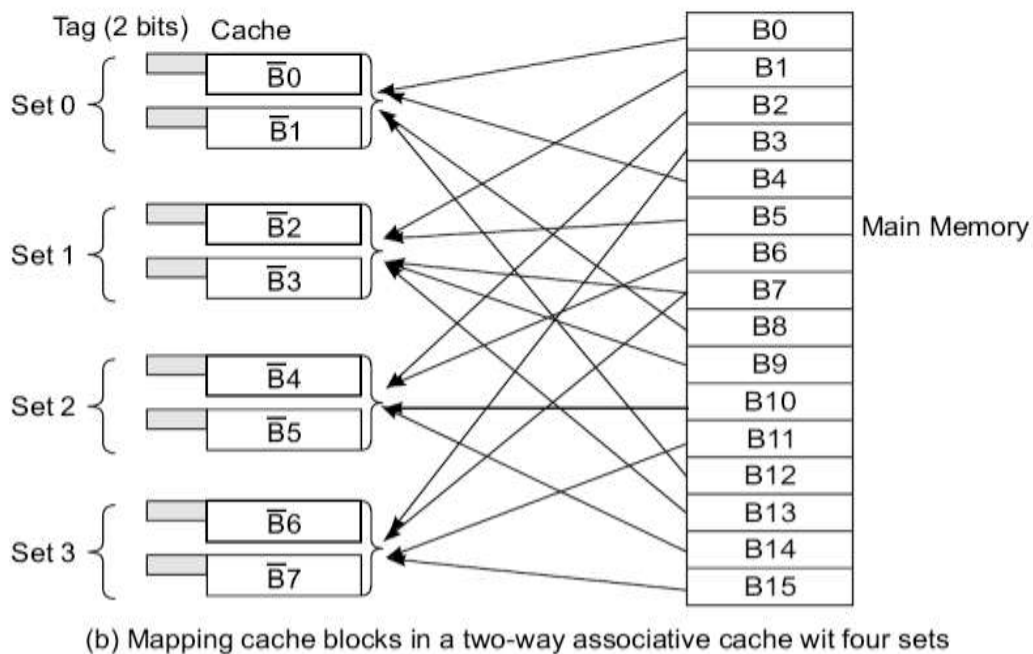 Tag (2 bits) Cache
Set 0
B̅0
B̅1
Set 1
B̅2
B̅3
Set 2
B̅4
B̅5
Set 3
B̅6
B̅7
B0
B1
B2
B3
B4
B5
B6
B7
B8
B9
B10
B11
B12
B13
B14
B15
Main Memory
(b) Mapping cache blocks in a two-way associative cache wit four sets